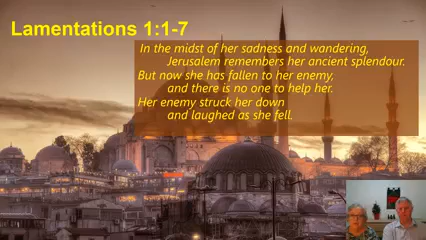 Lamentations 1:1-7
In the midst of her sadness and wandering,
Jerusalem remembers her ancient splendour.
But now she has fallen to her enemy,
and there is no one to help her.
Her enemy struck her down
and laughed as she fell.